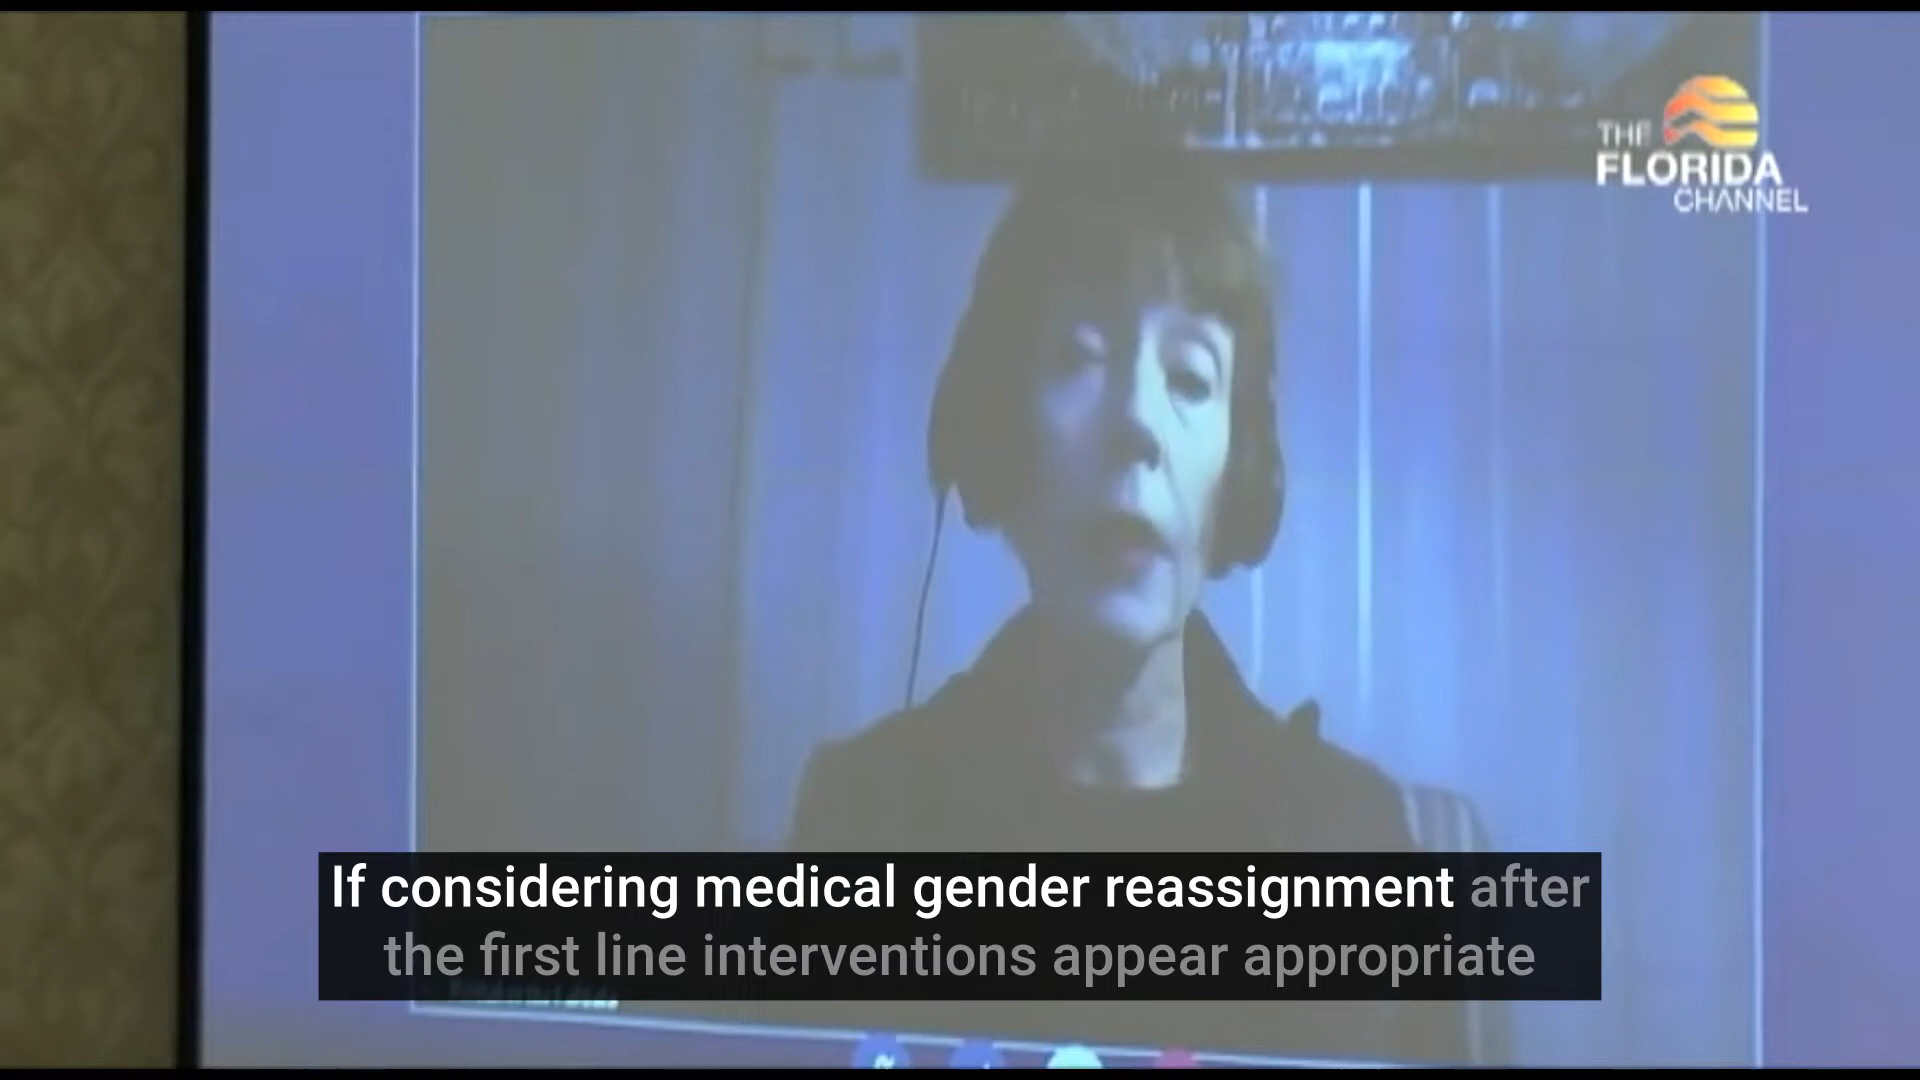 THE
FLORIDA
CHANNEL
If considering medical gender reassignment after
the first line interventions appear appropriate